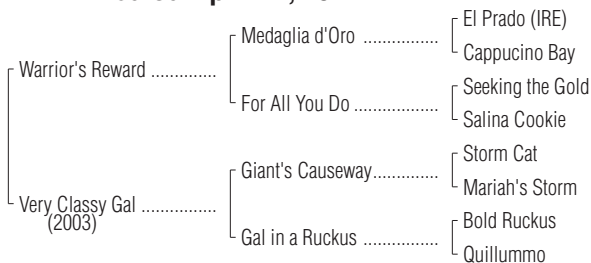 El Prado (IRE)
Medaglia d'Oro ................
Cappucino Bay
Warrior's Reward ..............
Seeking the Gold
For All You Do ..................
Salina Cookie
Storm Cat
Giant's Causeway..............
Mariah's Storm
Very Classy Gal ................
(2003)
Bold Ruckus
Gal in a Ruckus ................
Quillummo